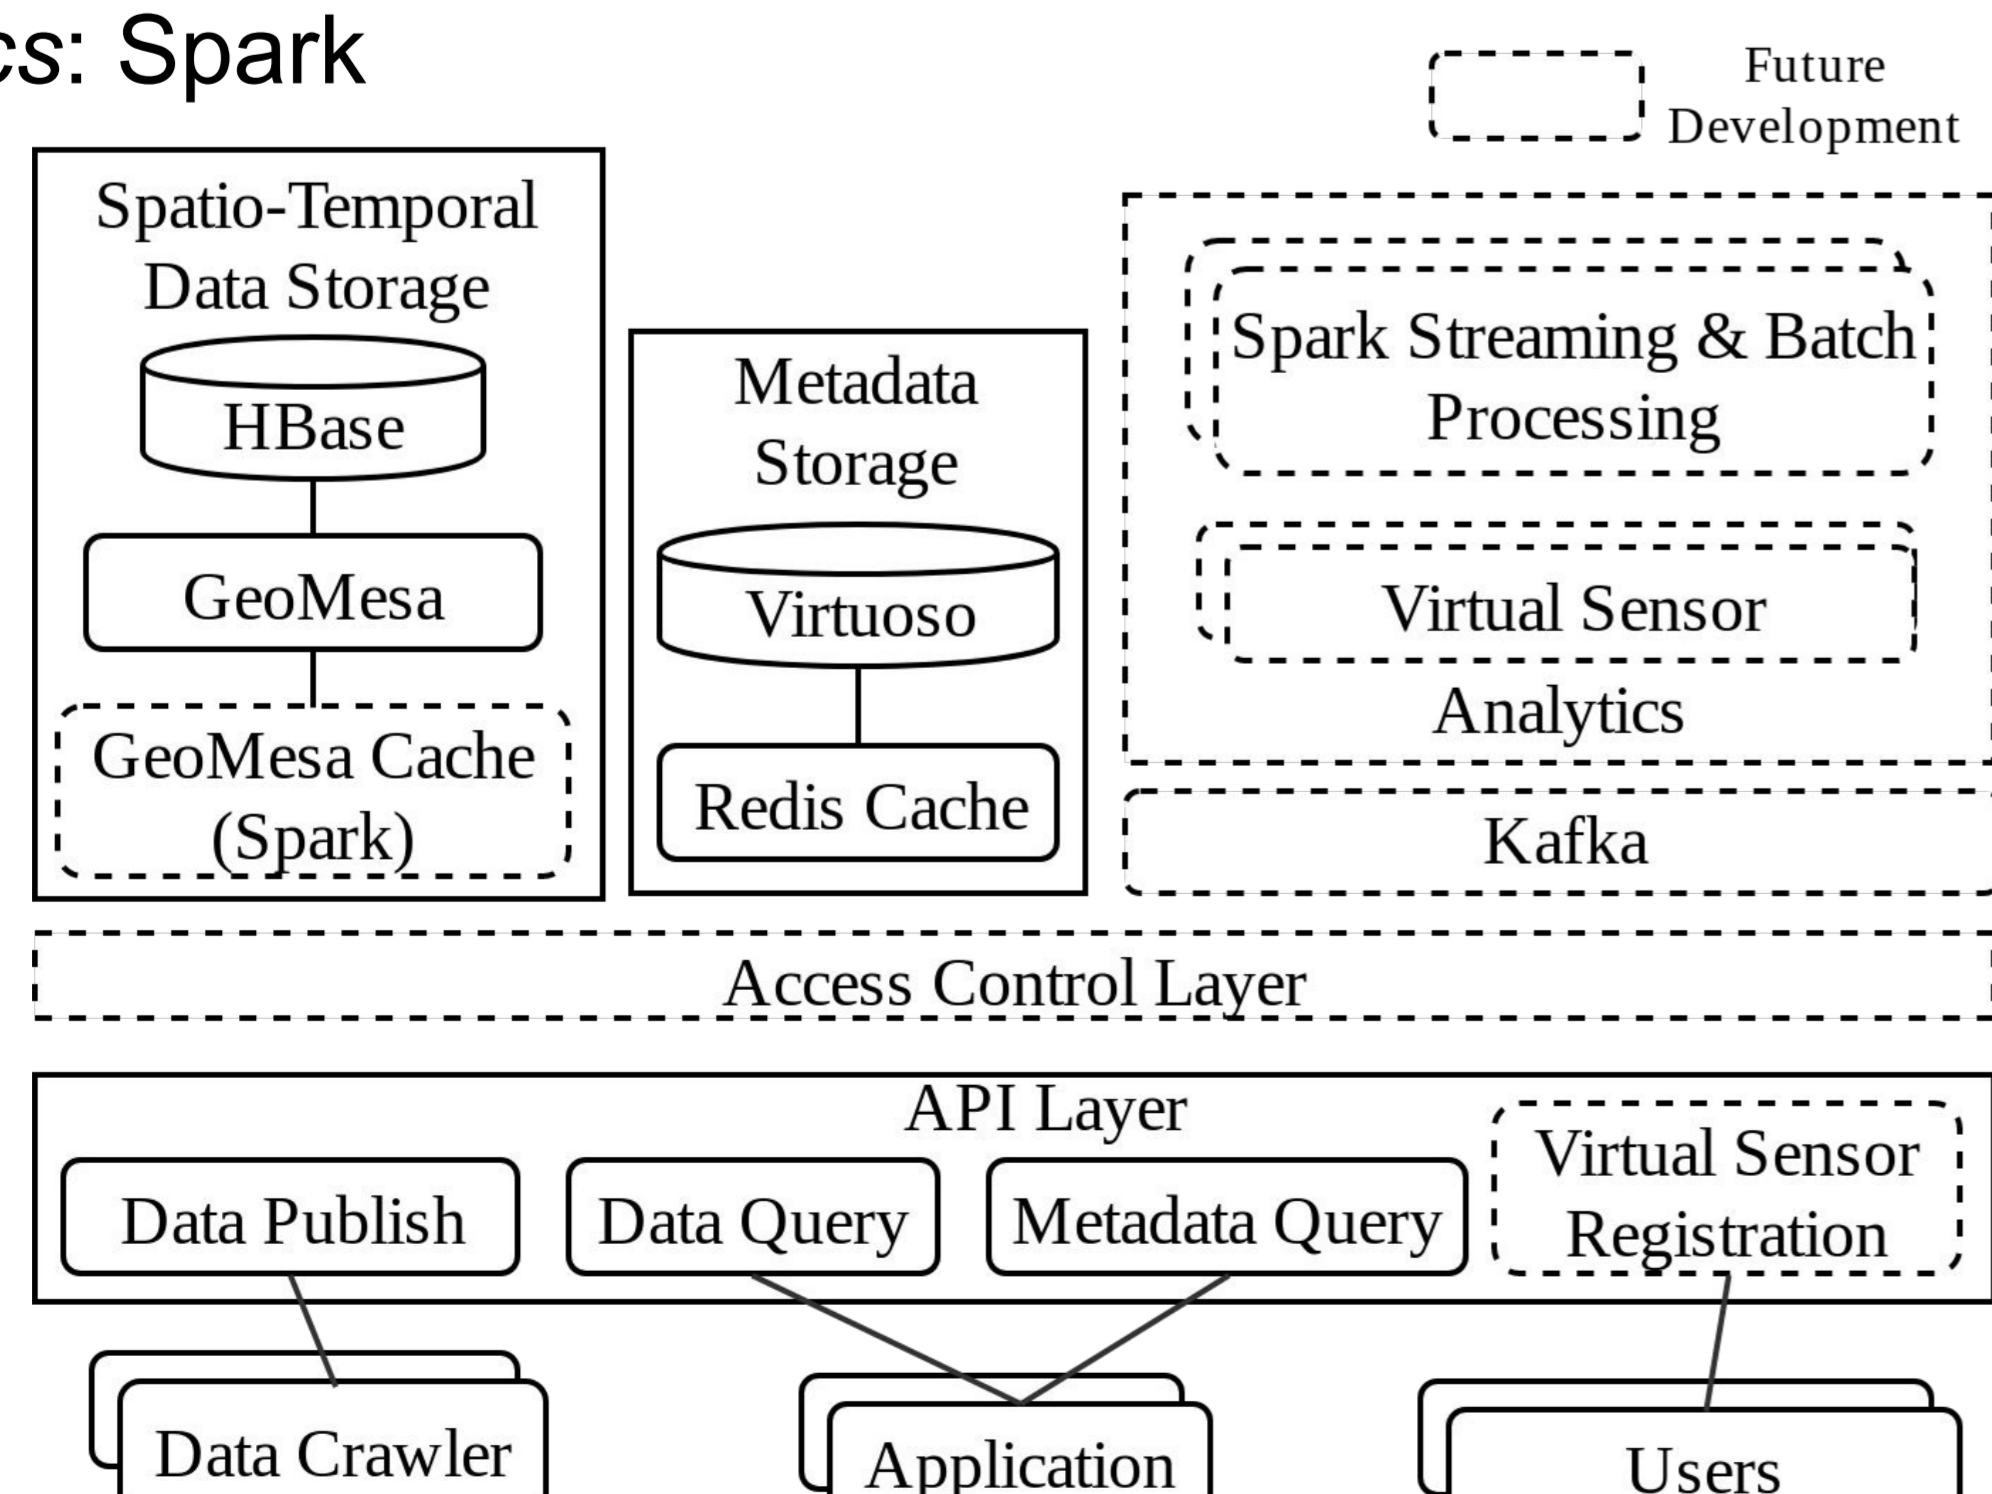 cs: Spark
Future
Development
Spatio-Temporal
Data Storage
HBase
GeoMesa
GeoMesa Cache
(Spark)
Metadata
Storage
Virtuoso
Redis Cache
Spark Streaming & Batch
Processing
Virtual Sensor
Analytics
Kafka
Access Control Layer
API Layer
Data Publish
Data Query
Metadata Query
Virtual Sensor
Registration
Data Crawler
Application
Users